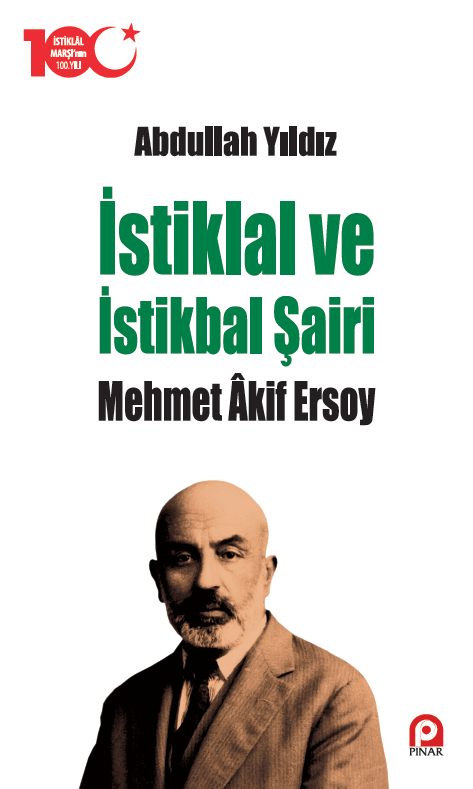 100
İSTİKLÂL
MARŞI'nın
100.YILI
Abdullah Yıldız
İstiklal ve
İstikbal Şairi
Mehmet Âkif Ersoy
PINAR